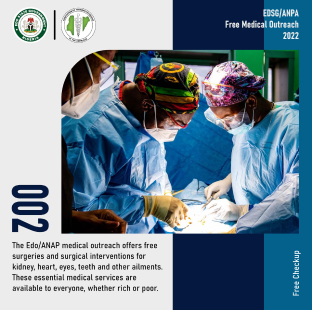 EDSG/ANPA
Free Medical Outreach
2022
002
The Edo/ANAP medical outreach offers free
surgeries and surgical interventions for
kidney, heart, eyes, teeth and other ailments.
These essential medical services are
available to everyone, whether rich or poor.
Free Checkup